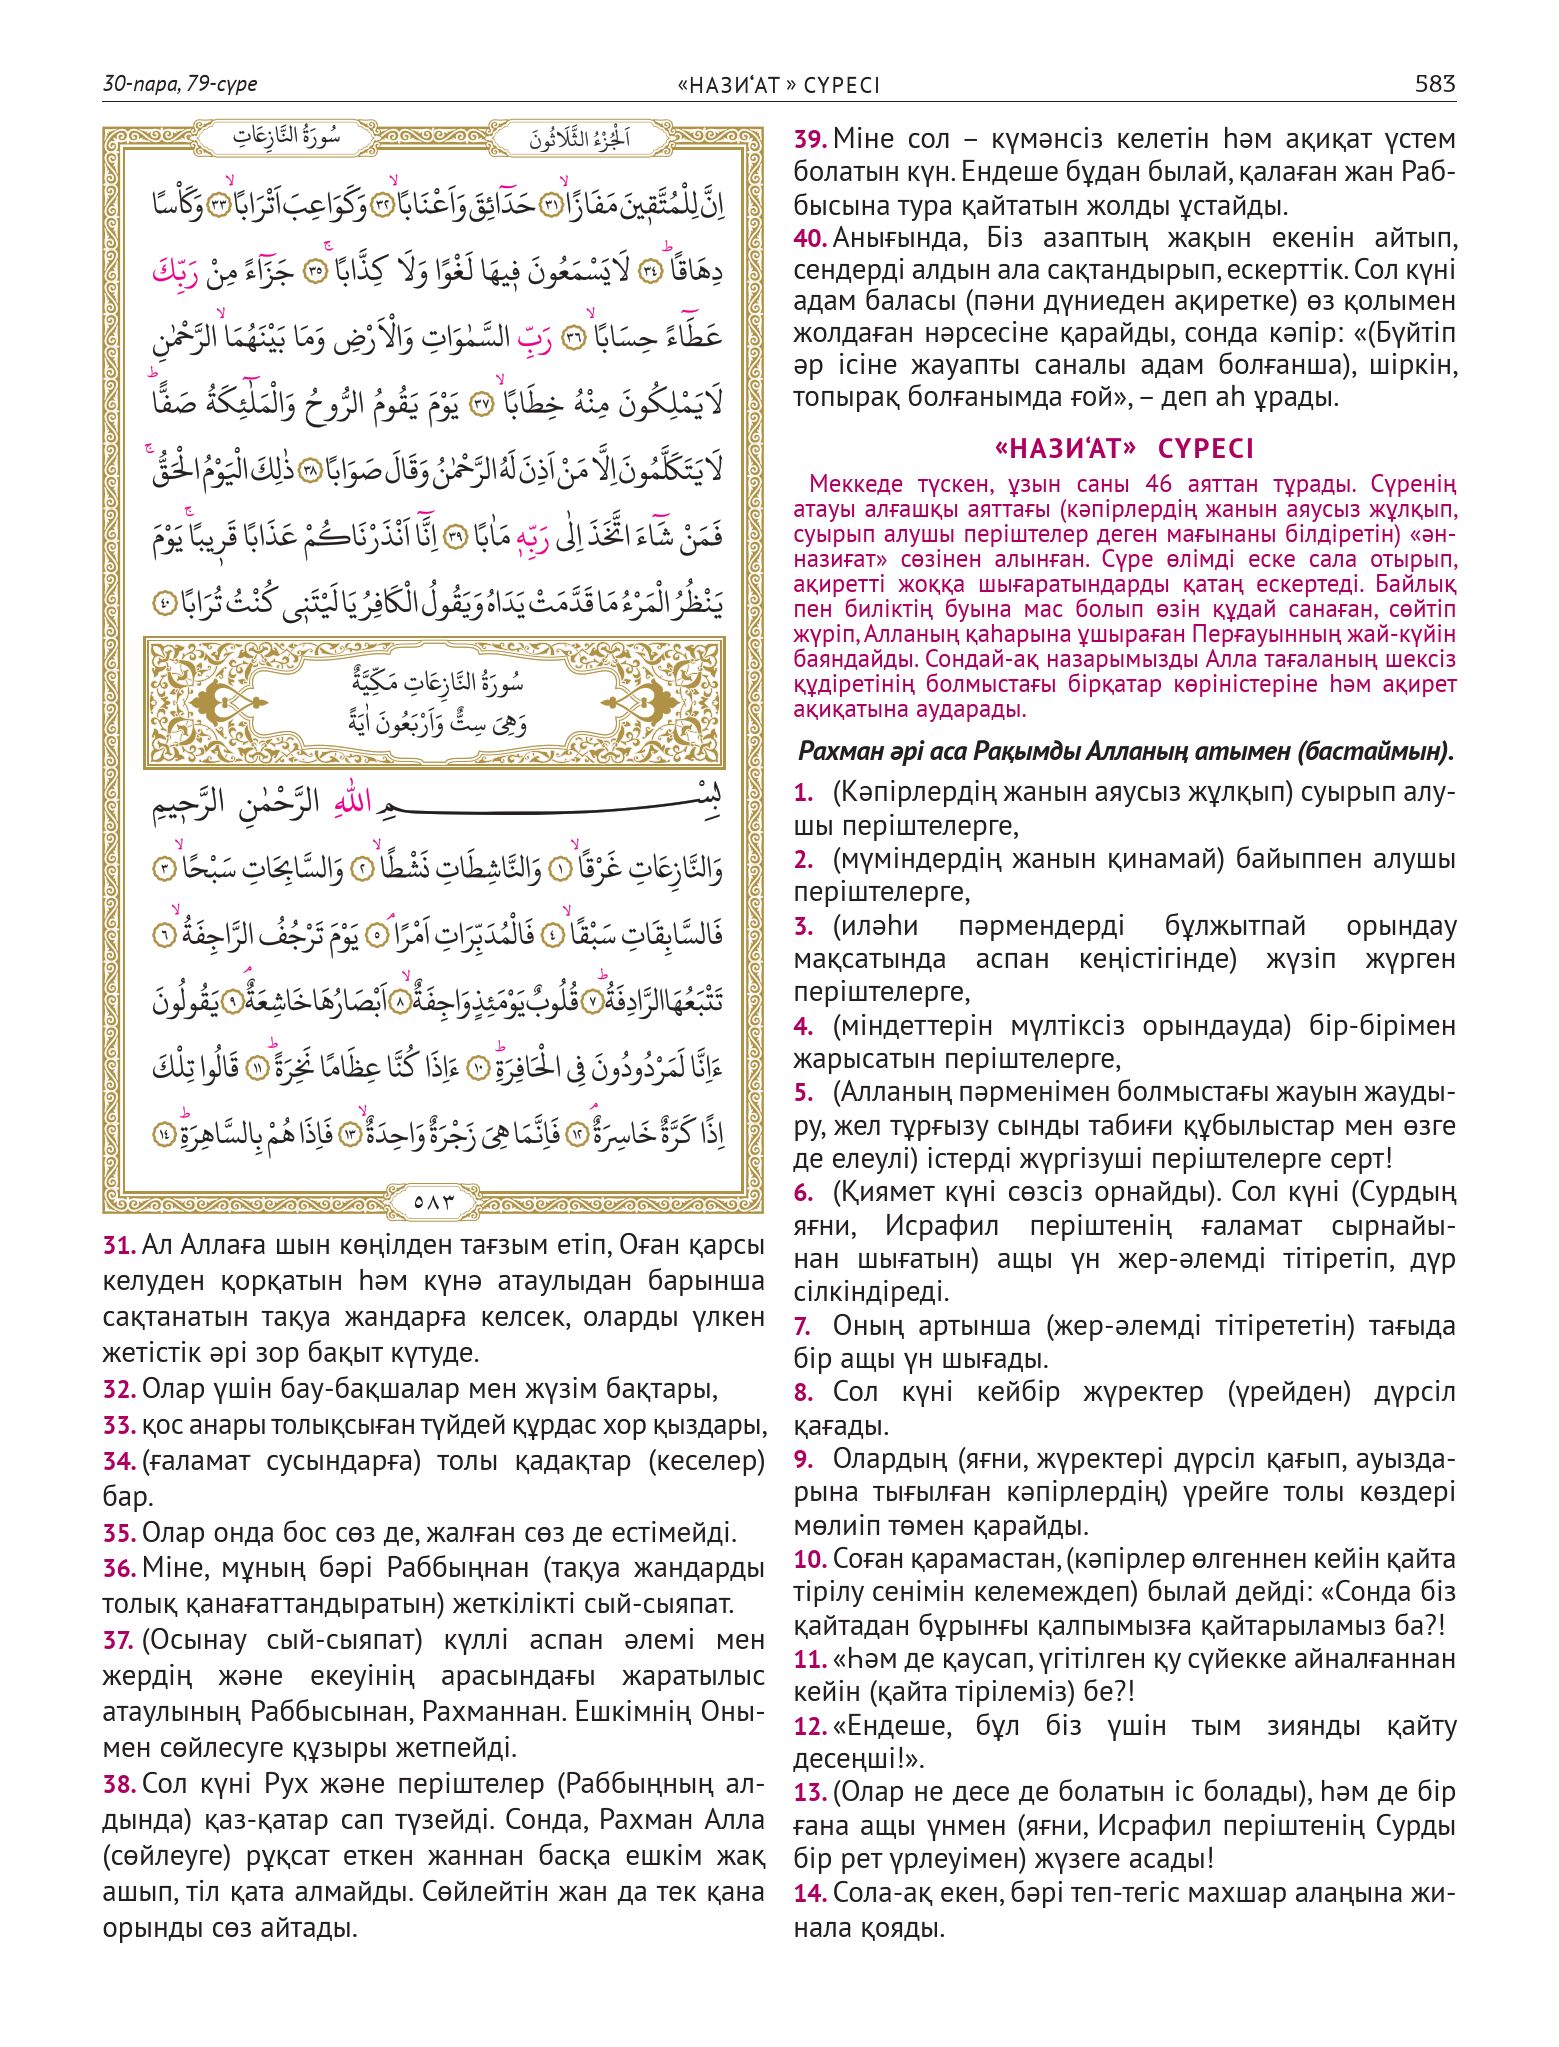 30-пара, 79-сүре
«НАЗИ‘АТ » СҮРЕСІ
583
سُورَةُ النَّازِعَاتِ
اَلْجُزْءُ الثَّلَاثُونَ
اِنَّ لِلْمُتَّق۪ينَ مَفَازًاۙ ﴿٣١﴾ حَدَٓائِقَ وَاَعْنَابًاۙ ﴿٣٢﴾ وَكَوَاعِبَ اَتْرَابًاۙ ﴿٣٣﴾ وَكَأْسًا
دِهَاقًاۜ ﴿٣٤﴾ لَا يَسْمَعُونَ ف۪يهَا لَغْوًا وَلَا كِذَّابًاۚ ﴿٣٥﴾ جَزَٓاءً مِنْ رَبِّكَ
عَطَٓاءً حِسَابًاۙ ﴿٣٦﴾ رَبِّ السَّمٰوَاتِ وَالْاَرْضِ وَمَا بَيْنَهُمَاۙ الرَّحْمٰنِ
لَا يَمْلِكُونَ مِنْهُ خِطَابًاۙ ﴿٣٧﴾ يَوْمَ يَقُومُ الرُّوحُ وَالْمَلٰٓئِكَةُ صَفًّاۜ
لَا يَتَكَلَّمُونَ اِلَّا مَنْ اَذِنَ لَهُ الرَّحْمٰنُ وَقَالَ صَوَابًا ﴿٣٨﴾ ذٰلِكَ الْيَوْمُ الْحَقُّۚ
فَمَنْ شَٓاءَ اتَّخَذَ اِلٰى رَبِّه۪ مَاٰبًا ﴿٣٩﴾ اِنَّٓا اَنْذَرْنَاكُمْ عَذَابًا قَر۪يبًاۚ يَوْمَ
يَنْظُرُ الْمَرْءُ مَا قَدَّمَتْ يَدَاهُ وَيَقُولُ الْكَافِرُ يَا لَيْتَن۪ي كُنْتُ تُرَابًا ﴿٤٠﴾
سُورَةُ النَّازِعَاتِ مَكِّيَّةٌ
وَهِيَ سِتٌّ وَاَرْبَعُونَ اٰيَةً
بِسْمِ اللّٰهِ الرَّحْمٰنِ الرَّح۪يمِ
وَالنَّازِعَاتِ غَرْقًاۙ ﴿١﴾ وَالنَّاشِطَاتِ نَشْطًاۙ ﴿٢﴾ وَالسَّابِحَاتِ سَبْحًاۙ ﴿٣﴾
فَالسَّابِقَاتِ سَبْقًاۙ ﴿٤﴾ فَالْمُدَبِّرَاتِ اَمْرًاۢ ﴿٥﴾ يَوْمَ تَرْجُفُ الرَّاجِفَةُۙ ﴿٦﴾
تَتْبَعُهَا الرَّادِفَةُۜ ﴿٧﴾ قُلُوبٌ يَوْمَئِذٍ وَاجِفَةٌۙ ﴿٨﴾ اَبْصَارُهَا خَاشِعَةٌۢ ﴿٩﴾ يَقُولُونَ
ءَاِنَّا لَمَرْدُودُونَ فِي الْحَافِرَةِۜ ﴿١٠﴾ ءَاِذَا كُنَّا عِظَامًا نَخِرَةًۜ ﴿١١﴾ قَالُوا تِلْكَ
اِذًا كَرَّةٌ خَاسِرَةٌۢ ﴿١٢﴾ فَاِنَّمَا هِيَ زَجْرَةٌ وَاحِدَةٌۙ ﴿١٣﴾ فَاِذَا هُمْ بِالسَّاهِرَةِۜ ﴿١٤﴾
٥٨٣
31. Ал Аллаға шын көңілден тағзым етіп, Оған қарсы
келуден қорқатын һәм күнә атаулыдан барынша
сақтанатын тақуа жандарға келсек, оларды үлкен
жетістік әрі зор бақыт күтуде.
32. Олар үшін бау-бақшалар мен жүзім бақтары,
33. қос анары толықсыған түйдей құрдас хор қыздары,
34. (ғаламат сусындарға) толы қадақтар (кеселер)
бар.
35. Олар онда бос сөз де, жалған сөз де естімейді.
36. Міне, мұның бәрі Раббыңнан (тақуа жандарды
толық қанағаттандыратын) жеткілікті сый-сыяпат.
37. (Осынау сый-сыяпат) күллі аспан әлемі мен
жердің және екеуінің арасындағы жаратылыс
атаулының Раббысынан, Рахманнан. Ешкімнің Оны-
мен сөйлесуге құзыры жетпейді.
38. Сол күні Рух және періштелер (Раббыңның ал-
дында) қаз-қатар сап түзейді. Сонда, Рахман Алла
(сөйлеуге) рұқсат еткен жаннан басқа ешкім жақ
ашып, тіл қата алмайды. Сөйлейтін жан да тек қана
орынды сөз айтады.
39. Міне сол – күмәнсіз келетін һәм ақиқат үстем
болатын күн. Ендеше бұдан былай, қалаған жан Раб-
бысына тура қайтатын жолды ұстайды.
40. Анығында, Біз азаптың жақын екенін айтып,
сендерді алдын ала сақтандырып, ескерттік. Сол күні
адам баласы (пәни дүниеден ақиретке) өз қолымен
жолдаған нәрсесіне қарайды, сонда кәпір: «(Бүйтіп
әр ісіне жауапты саналы адам болғанша), шіркін,
топырақ болғанымда ғой», – деп аһ ұрады.
«НАЗИ‘АТ» СҮРЕСІ
Меккеде түскен, ұзын саны 46 аяттан тұрады. Сүренің
атауы алғашқы аяттағы (кәпірлердің жанын аяусыз жұлқып,
суырып алушы періштелер деген мағынаны білдіретін) «ән-
назиғат» сөзінен алынған. Сүре өлімді еске сала отырып,
ақиретті жоққа шығаратындарды қатаң ескертеді. Байлық
пен биліктің буына мас болып өзін құдай санаған, сөйтіп
жүріп, Алланың қаһарына ұшыраған Перғауынның жай-күйін
баяндайды. Сондай-ақ назарымызды Алла тағаланың шексіз
құдіретінің болмыстағы бірқатар көріністеріне һәм ақирет
ақиқатына аударады.
Рахман әрі аса Рақымды Алланың атымен (бастаймын).
1. (Кәпірлердің жанын аяусыз жұлқып) суырып алу-
шы періштелерге,
2. (мүміндердің жанын қинамай) байыппен алушы
періштелерге,
3. (иләһи пәрмендерді бұлжытпай орындау
мақсатында аспан кеңістігінде) жүзіп жүрген
періштелерге,
4. (міндеттерін мүлтіксіз орындауда) бір-бірімен
жарысатын періштелерге,
5. (Алланың пәрменімен болмыстағы жауын жауды-
ру, жел тұрғызу сынды табиғи құбылыстар мен өзге
де елеулі) істерді жүргізуші періштелерге серт!
6. (Қиямет күні сөзсіз орнайды). Сол күні (Сурдың
яғни, Исрафил періштенің ғаламат сырнайы-
нан шығатын) ащы үн жер-әлемді тітіретіп, дүр
сілкіндіреді.
7. Оның артынша (жер-әлемді тітірететін) тағыда
бір ащы үн шығады.
8. Сол күні кейбір жүректер (үрейден) дүрсіл
қағады.
9. Олардың (яғни, жүректері дүрсіл қағып, ауызда-
рына тығылған кәпірлердің) үрейге толы көздері
мөлиіп төмен қарайды.
10. Соған қарамастан, (кәпірлер өлгеннен кейін қайта
тірілу сенімін келемеждеп) былай дейді: «Сонда біз
қайтадан бұрынғы қалпымызға қайтарыламыз ба?!
11. «Һәм де қаусап, үгітілген қу сүйекке айналғаннан
кейін (қайта тірілеміз) бе?!
12. «Ендеше, бұл біз үшін тым зиянды қайту
десеңші!».
13. (Олар не десе де болатын іс болады), һәм де бір
ғана ащы үнмен (яғни, Исрафил періштенің Сурды
бір рет үрлеуімен) жүзеге асады!
14. Сола-ақ екен, бәрі теп-тегіс махшар алаңына жи-
нала қояды.